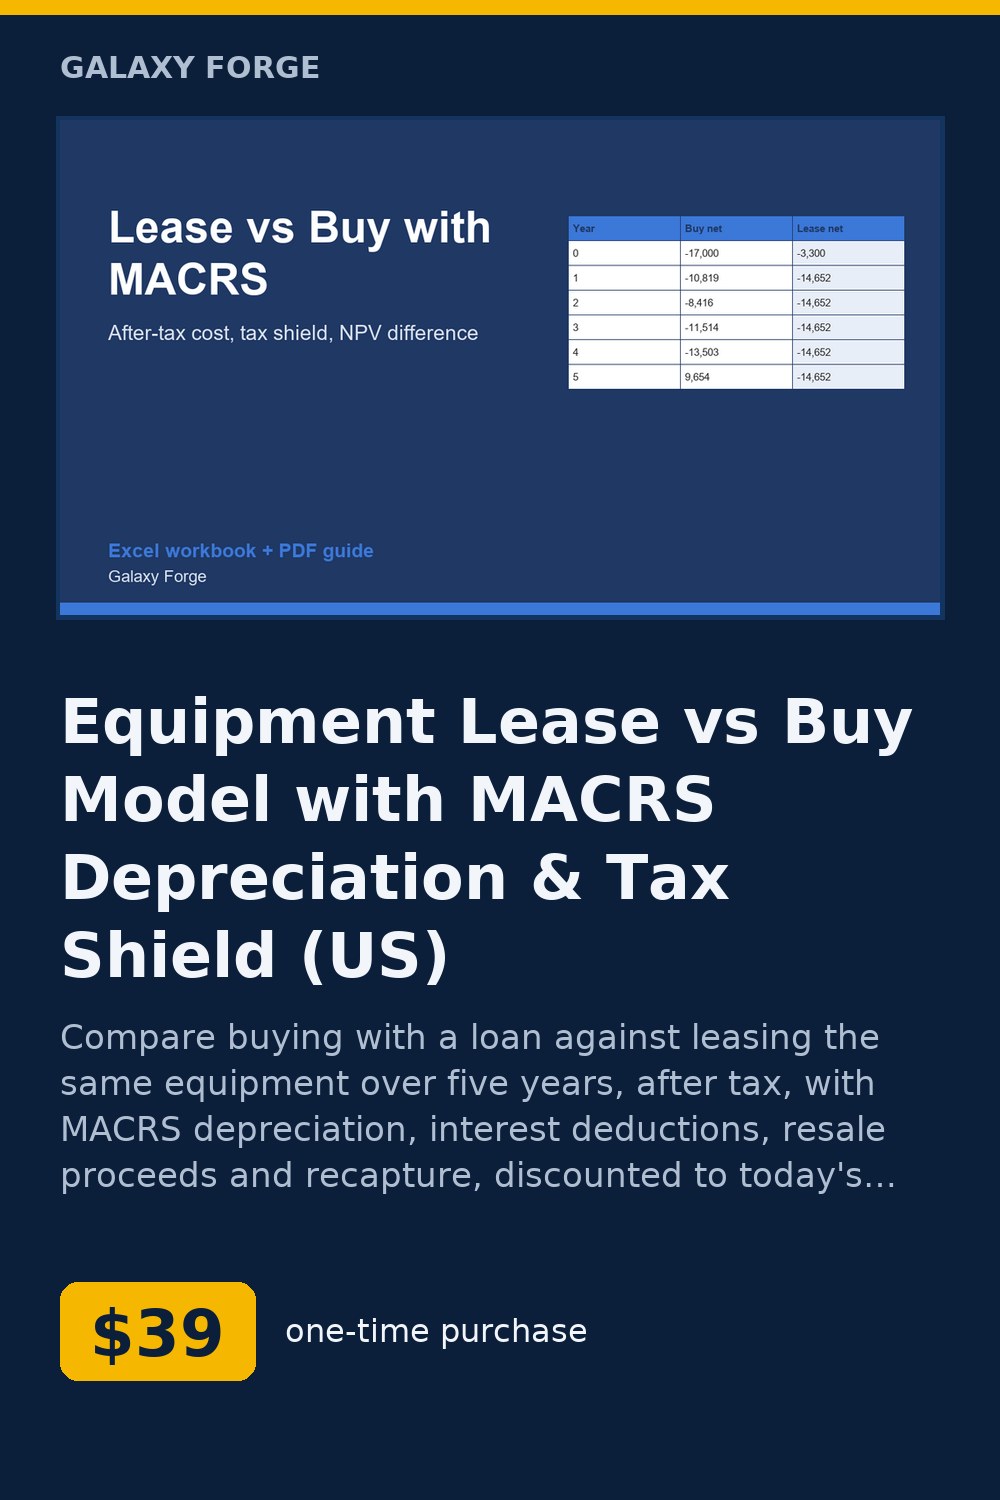 GALAXY FORGE
Lease vs Buy with
MACRS
After-tax cost, tax shield, NPV difference
Year Buy net Lease net
0 -17,000 -3,300
1 -10,819 -14,652
2 -8,416 -14,652
3 -11,514 -14,652
4 -13,503 -14,652
5 9,654 -14,652
Excel workbook + PDF guide
Galaxy Forge
Equipment Lease vs Buy
Model with MACRS
Depreciation & Tax
Shield (US)
Compare buying with a loan against leasing the
same equipment over five years, after tax, with
MACRS depreciation, interest deductions, resale
proceeds and recapture, discounted to today's...
$39
one-time purchase